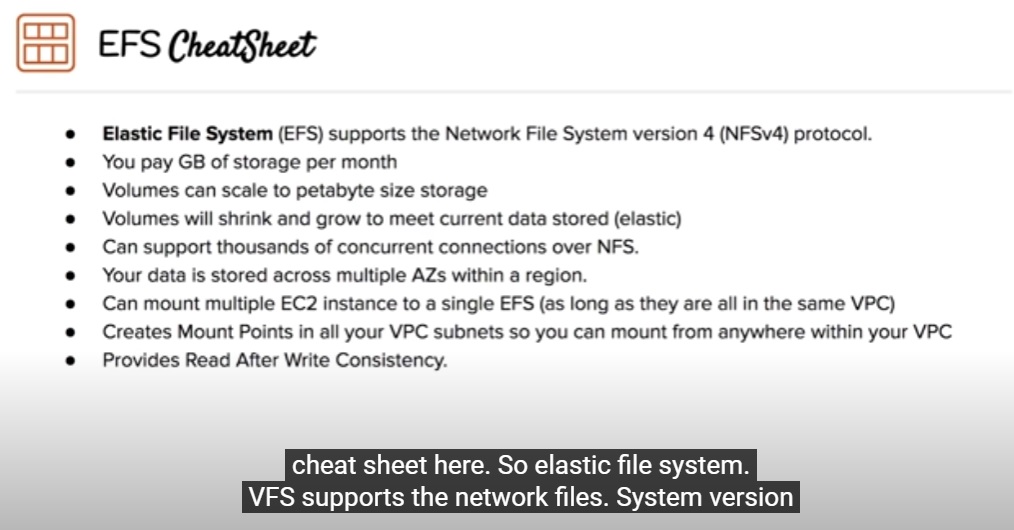 EFS CheatSheet
● Elastic File System (EFS) supports the Network File System version 4 (NFSv4) protocol.
● You pay GB of storage per month
● Volumes can scale to petabyte size storage
● Volumes will shrink and grow to meet current data stored (elastic)
● Can support thousands of concurrent connections over NFS.
● Your data is stored across multiple AZs within a region.
● Can mount multiple EC2 instance to a single EFS (as long as they are all in the same VPC)
● Creates Mount Points in all your VPC subnets so you can mount from anywhere within your VPC
● Provides Read After Write Consistency.
cheat sheet here. So elastic file system.
VFS supports the network files. System version